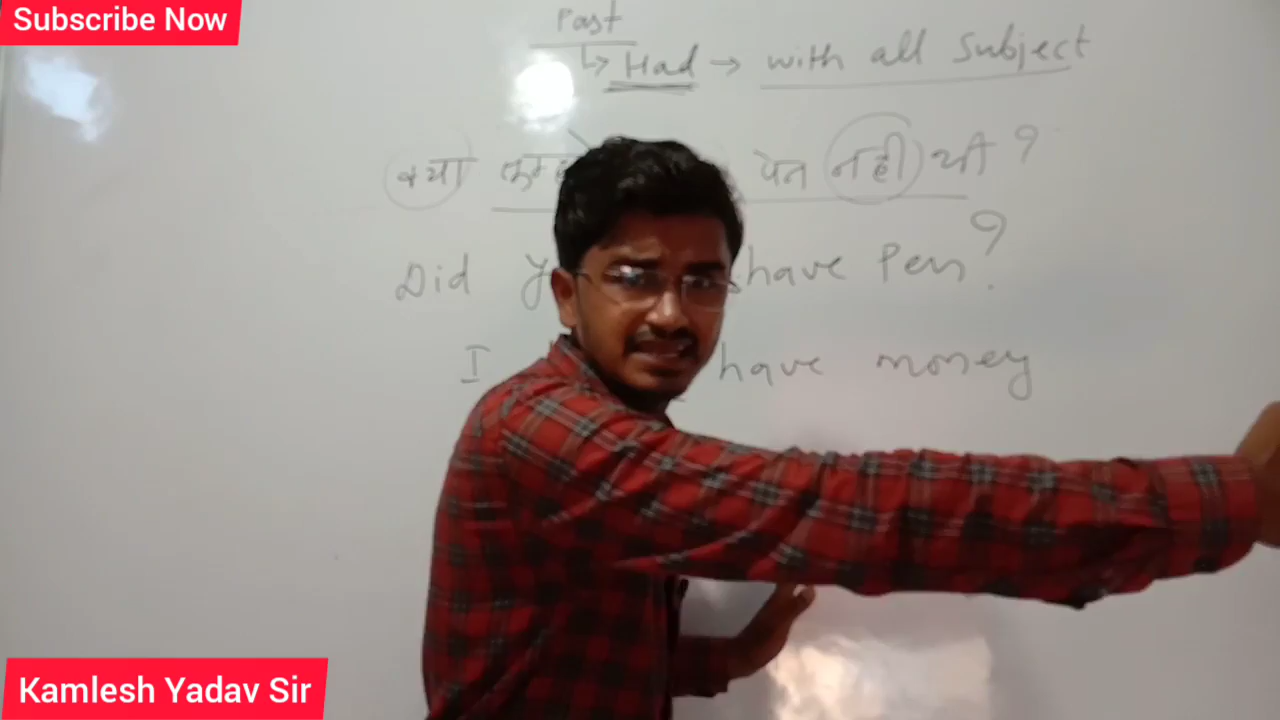 Subscribe Now
Past
↳ Had → with all Subject
क्या पेन नही थी ?
Did have Pen ?
I have money
Kamlesh Yadav Sir